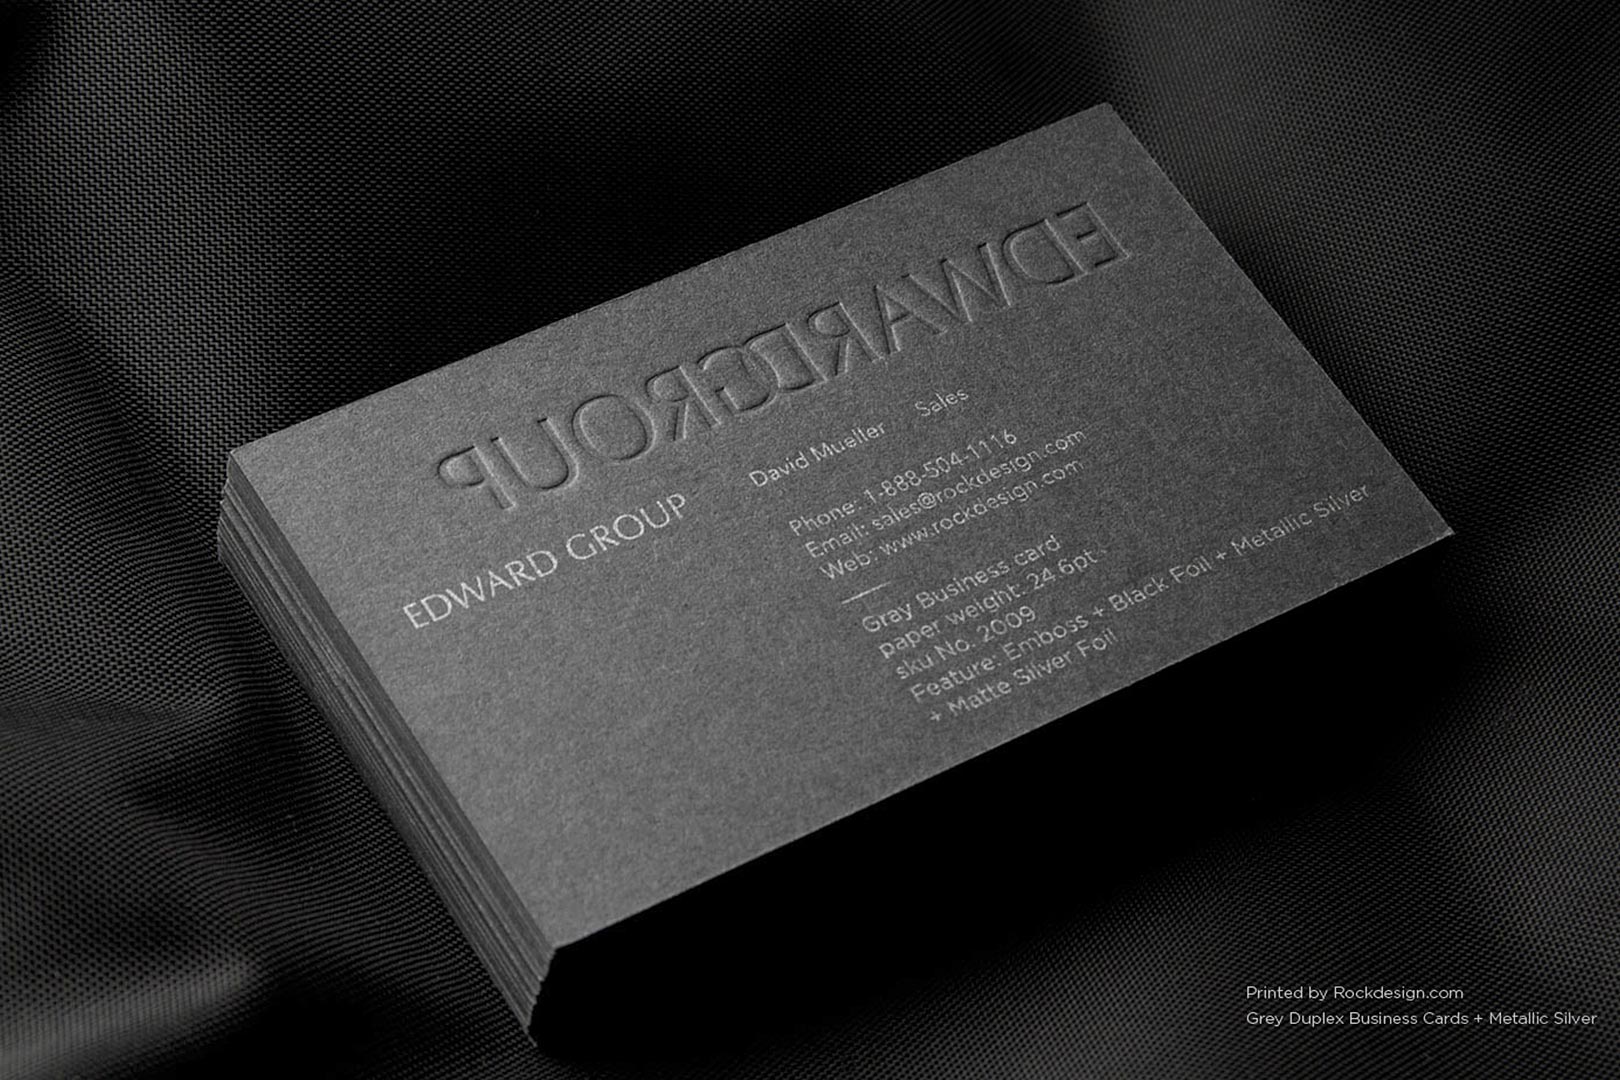 EDWARDGROUP
EDWARD GROUP
David Mueller Sales
Phone: 1-888-504-1116
Email: sales@rockdesign.com
Web: www.rockdesign.com
Gray Business card
paper weight: 24.6pt
sku No. 2009
Feature: Emboss + Black Foil + Metallic Silver
+ Matte Silver Foil
Printed by Rockdesign.com
Grey Duplex Business Cards + Metallic Silver